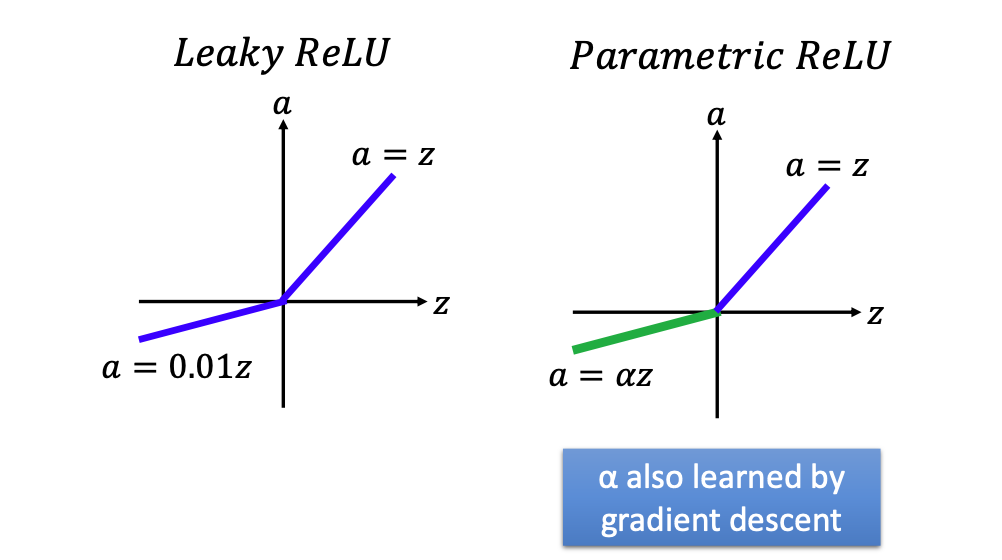 Leaky ReLU
a
a = z
z
a = 0.01z
Parametric ReLU
a
a = z
z
a = αz
α also learned by
gradient descent